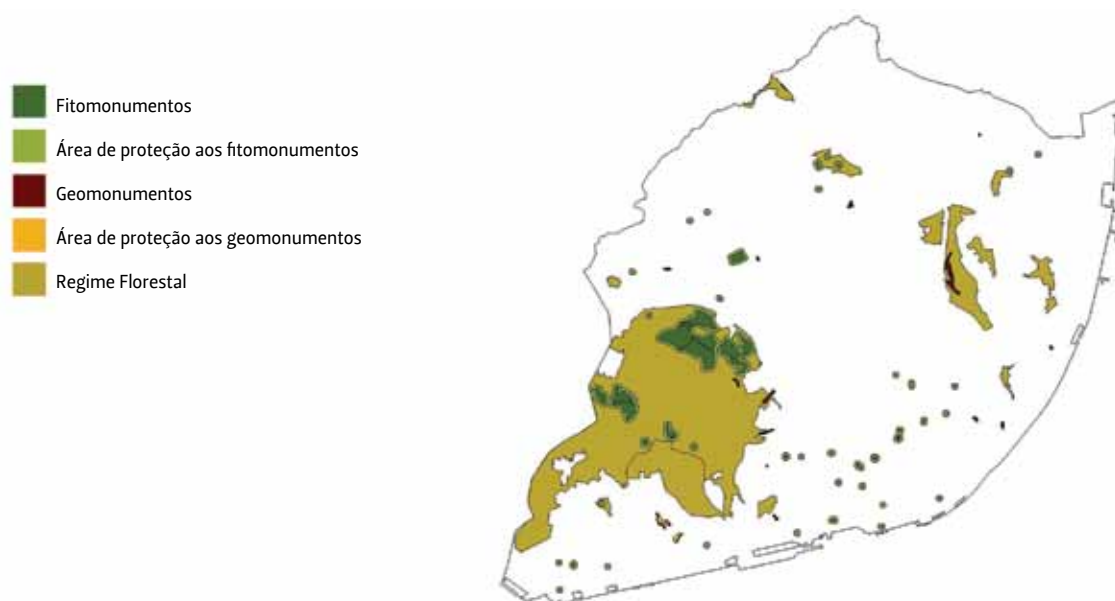 Fitomonumentos
Área de proteção aos fitomonumentos
Geomonumentos
Área de proteção aos geomonumentos
Regime Florestal